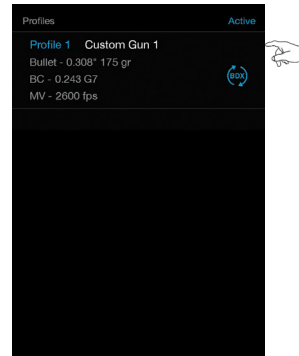 Profiles Active
Profile 1 Custom Gun 1
Bullet - 0.308" 175 gr
BC - 0.243 G7
BDX
MV - 2600 fps